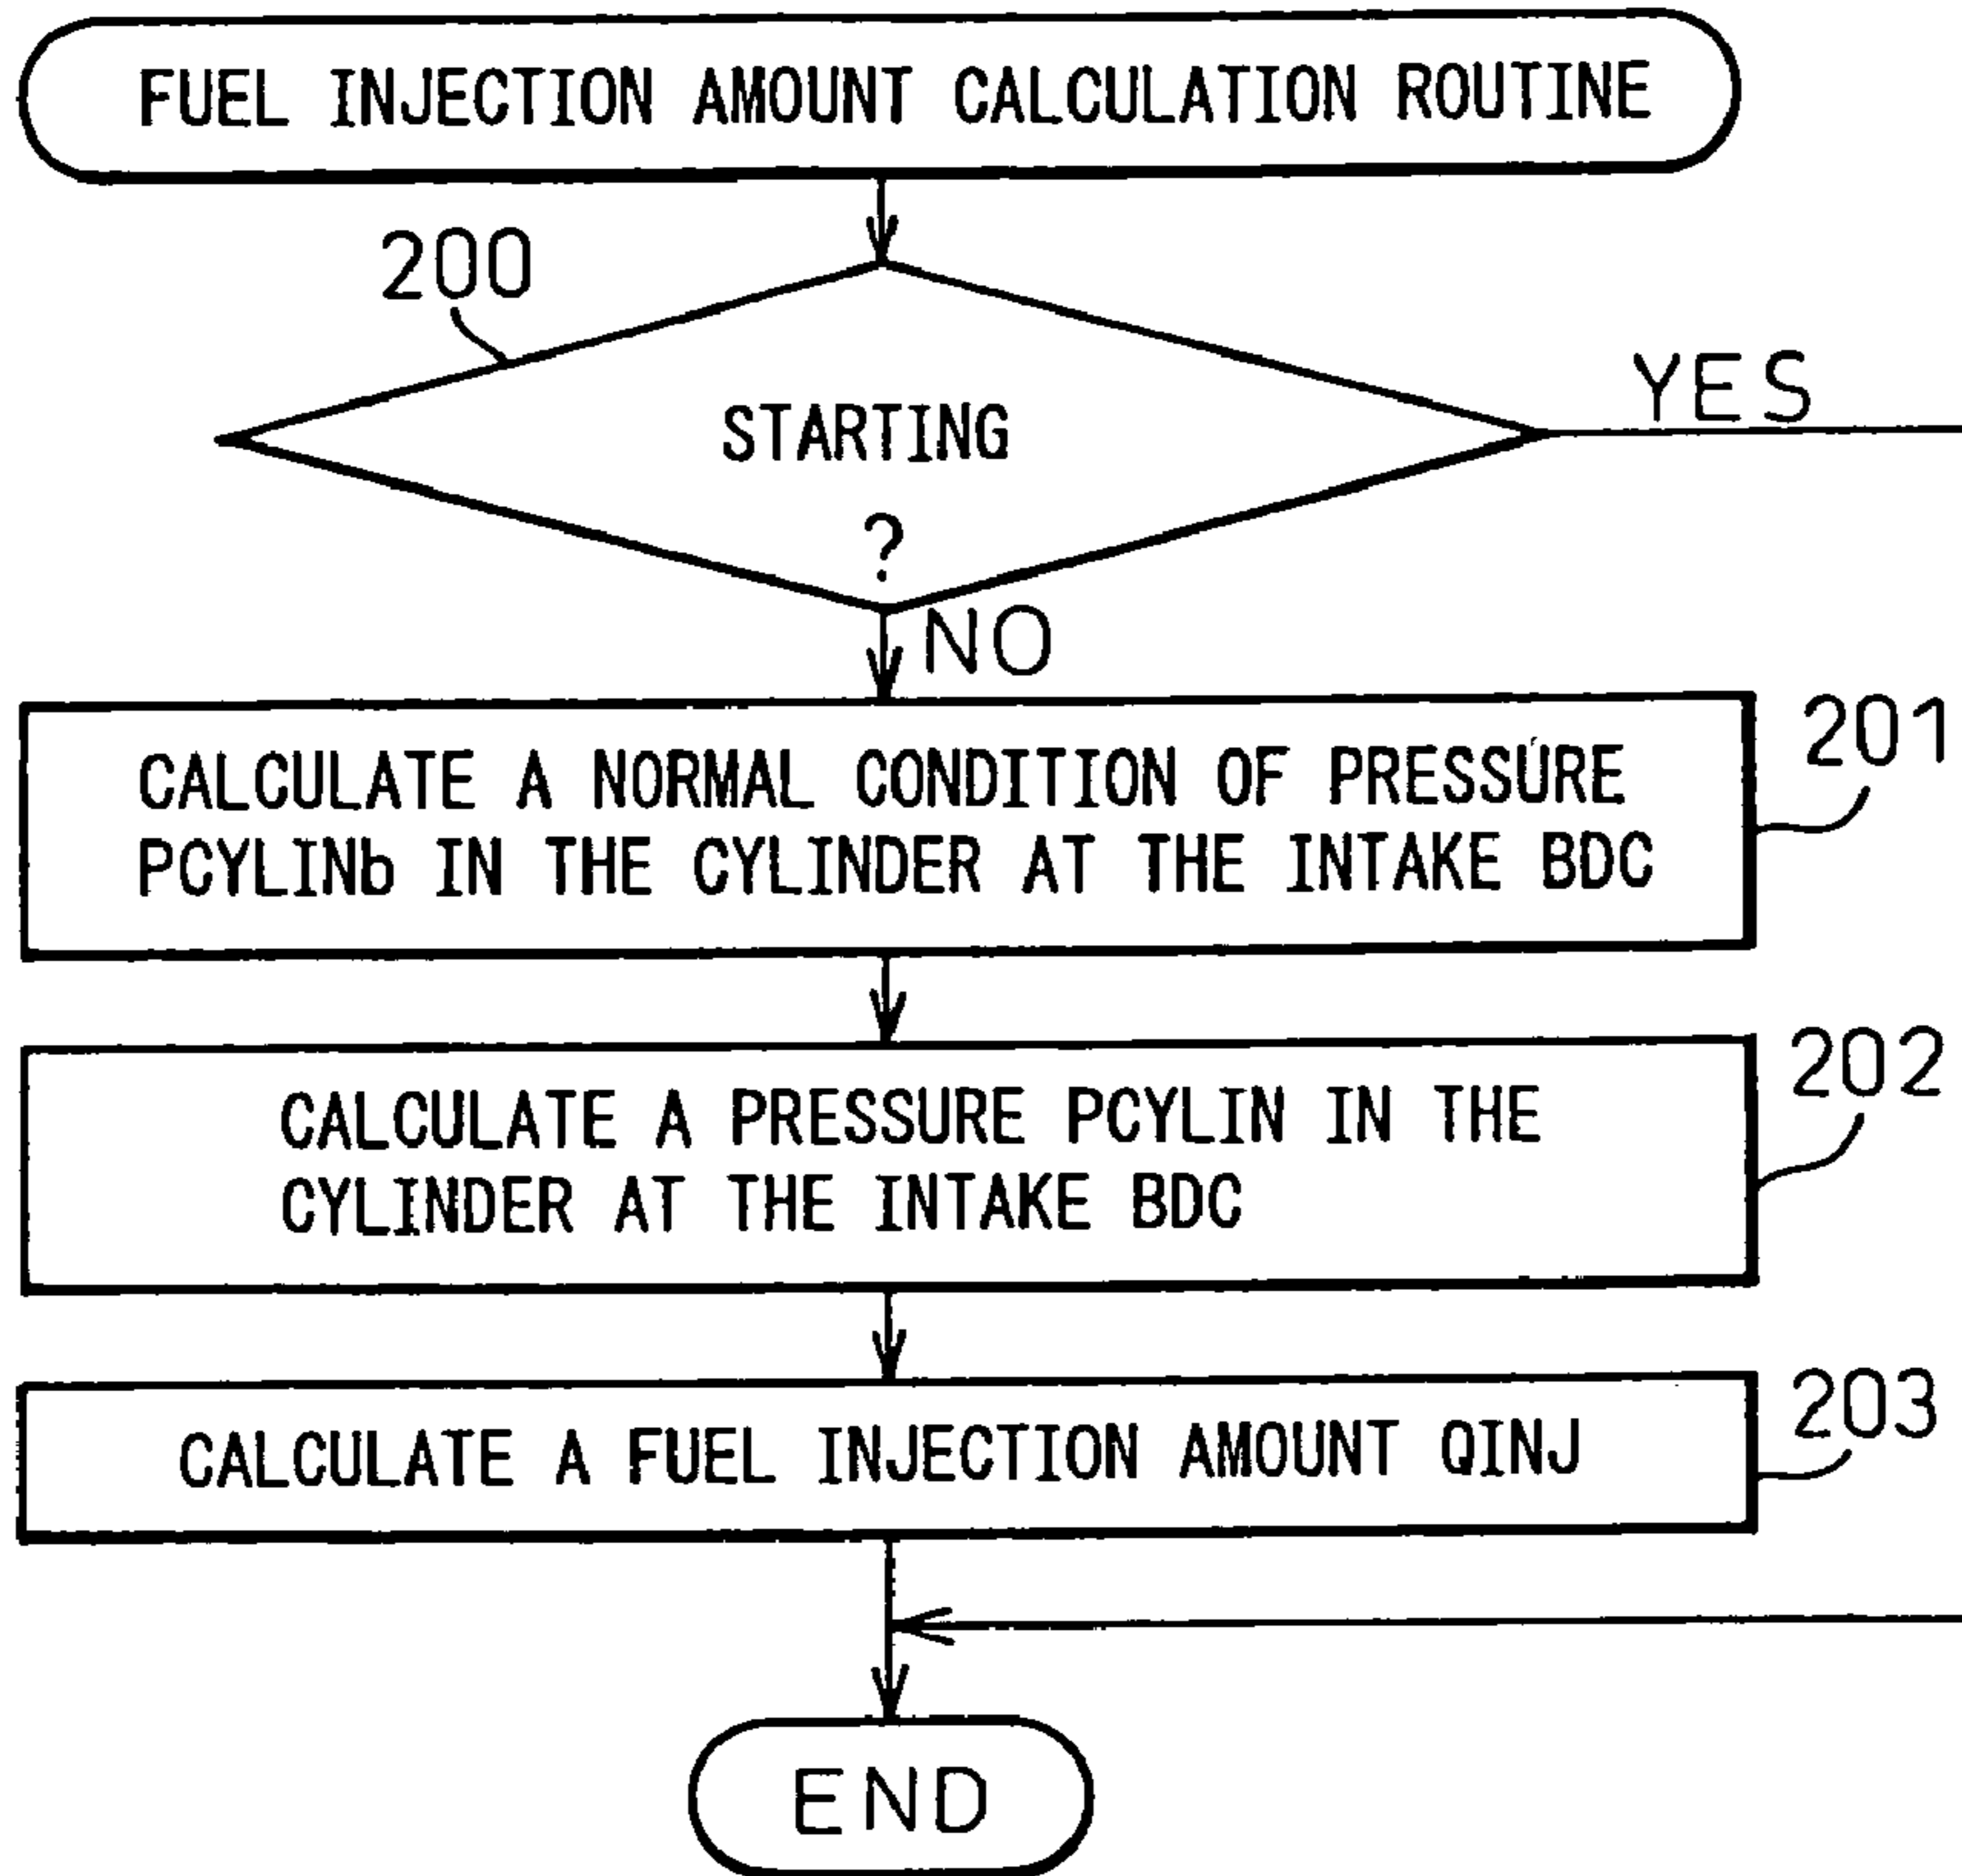 FUEL INJECTION AMOUNT CALCULATION ROUTINE
200
YES
STARTING
?
NO
201
CALCULATE A NORMAL CONDITION OF PRESSURE
PCYLINb IN THE CYLINDER AT THE INTAKE BDC
202
CALCULATE A PRESSURE PCYLIN IN THE
CYLINDER AT THE INTAKE BDC
203
CALCULATE A FUEL INJECTION AMOUNT QINJ
END